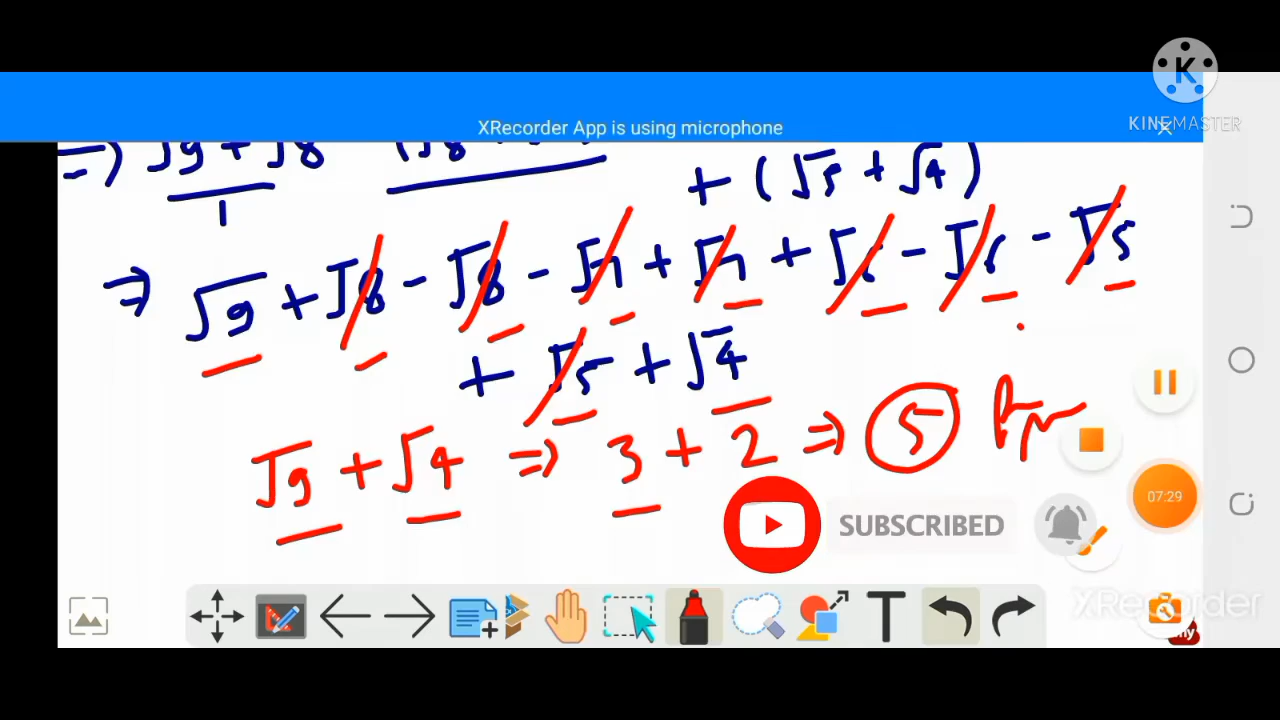 KINEMASTER
XRecorder App is using microphone
=> √9 + √8
1
+ (√5 + √4)
=> √9 + √8 - √8 - √7 + √7 + √6 - √6 - √5
+ √5 + √4
√9 + √4 => 3 + 2 => 5
07:29
SUBSCRIBED
XRecorder
T